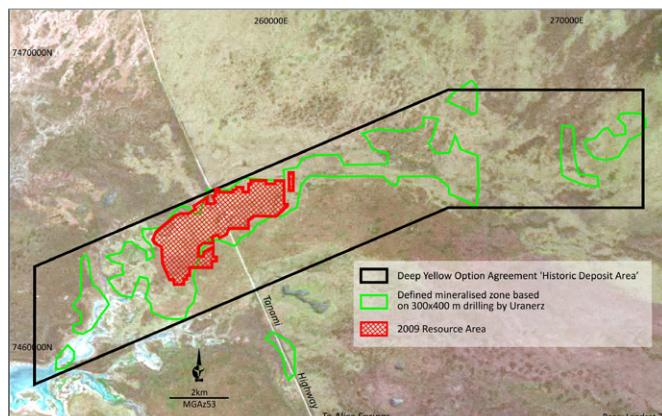 260000E
270000E
7470000N
7460000N
Deep Yellow Option Agreement 'Historic Deposit Area'
Defined mineralised zone based
on 300x400 m drilling by Uranerz
2009 Resource Area
Tanami
Highway
2km
MGAz53
To Alice Springs